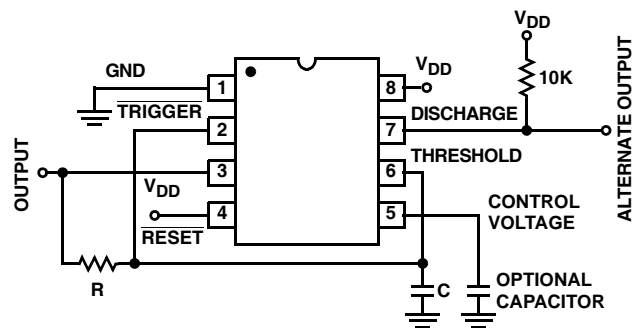 VDD
GND
1
8
VDD
10K
TRIGGER
DISCHARGE
2
7
THRESHOLD
OUTPUT
3
6
VDD
CONTROL
VOLTAGE
4
5
RESET
ALTERNATE OUTPUT
R
C
OPTIONAL
CAPACITOR